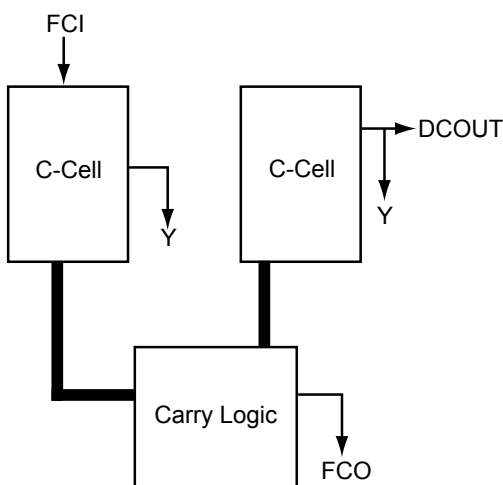 FCI
C-Cell
C-Cell
DCOUT
Y
Y
Carry Logic
FCO